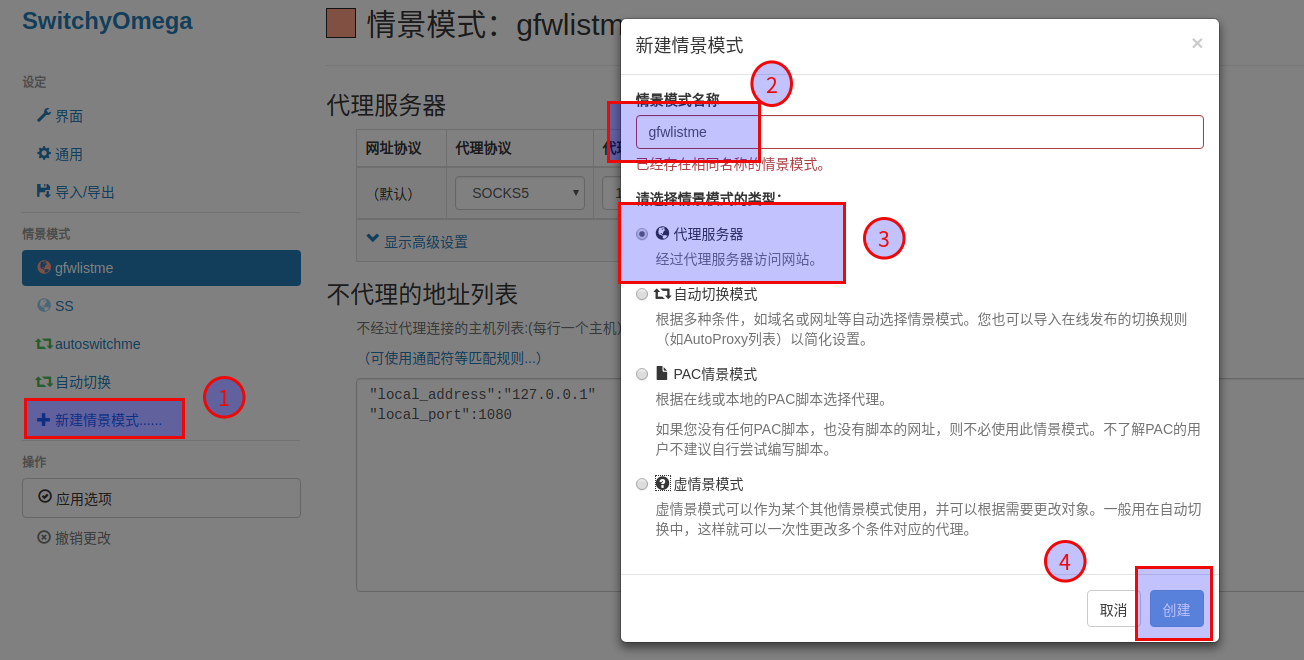 SwitchyOmega
设定
界面
通用
导入/导出
情景模式
gfwlistme
SS
autoswitchme
自动切换
新建情景模式......
1
操作
应用选项
撤销更改
情景模式：gfwlistm
代理服务器
网址协议 代理协议 代
（默认） SOCKS5 1
显示高级设置
不代理的地址列表
不经过代理连接的主机列表:(每行一个主机)
（可使用通配符等匹配规则...）
"local_address":"127.0.0.1"
"local_port":1080
新建情景模式 ×
2
情景模式名称
gfwlistme
已经存在相同名称的情景模式。
请选择情景模式的类型：
代理服务器
经过代理服务器访问网站。
3
自动切换模式
根据多种条件，如域名或网址等自动选择情景模式。您也可以导入在线发布的切换规则
（如AutoProxy列表）以简化设置。
PAC情景模式
根据在线或本地的PAC脚本选择代理。
如果您没有任何PAC脚本，也没有脚本的网址，则不必使用此情景模式。不了解PAC的用
户不建议自行尝试编写脚本。
虚情景模式
虚情景模式可以作为某个其他情景模式使用，并可以根据需要更改对象。一般用在自动切
换中，这样就可以一次性更改多个条件对应的代理。
4
取消 创建